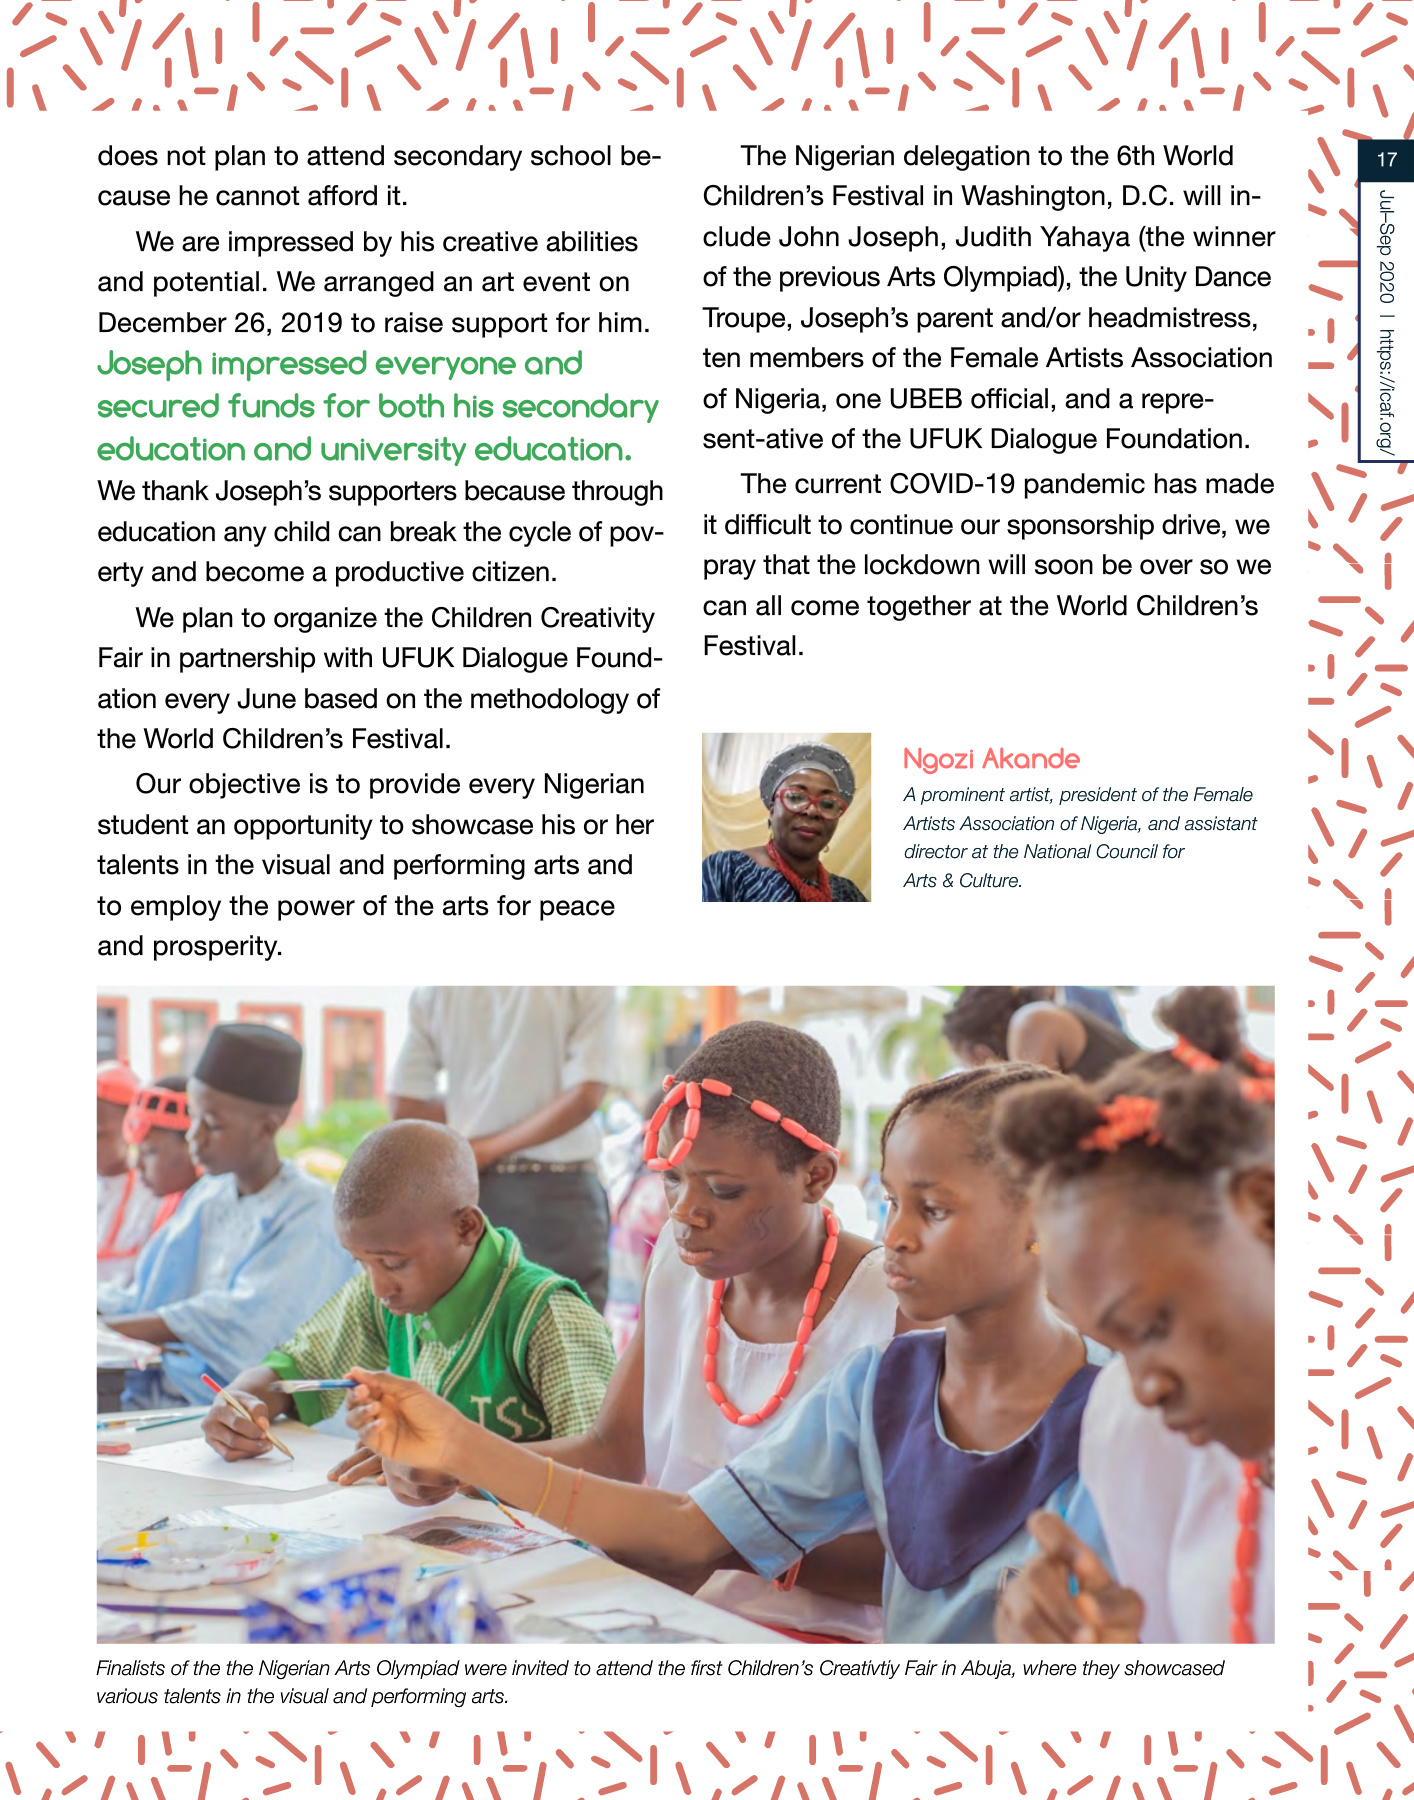 does not plan to attend secondary school be-
cause he cannot afford it.
We are impressed by his creative abilities
and potential. We arranged an art event on
December 26, 2019 to raise support for him.
Joseph impressed everyone and
secured funds for both his secondary
education and university education.
We thank Joseph's supporters because through
education any child can break the cycle of pov-
erty and become a productive citizen.
We plan to organize the Children Creativity
Fair in partnership with UFUK Dialogue Found-
ation every June based on the methodology of
the World Children's Festival.
Our objective is to provide every Nigerian
student an opportunity to showcase his or her
talents in the visual and performing arts and
to employ the power of the arts for peace
and prosperity.
The Nigerian delegation to the 6th World
Children's Festival in Washington, D.C. will in-
clude John Joseph, Judith Yahaya (the winner
of the previous Arts Olympiad), the Unity Dance
Troupe, Joseph's parent and/or headmistress,
ten members of the Female Artists Association
of Nigeria, one UBEB official, and a repre-
sent-ative of the UFUK Dialogue Foundation.
The current COVID-19 pandemic has made
it difficult to continue our sponsorship drive, we
pray that the lockdown will soon be over so we
can all come together at the World Children's
Festival.
Ngozi Akande
A prominent artist, president of the Female
Artists Association of Nigeria, and assistant
director at the National Council for
Arts & Culture.
17
Jul–Sep 2020 | https://icaf.org/
JSS
Finalists of the the Nigerian Arts Olympiad were invited to attend the first Children's Creativtiy Fair in Abuja, where they showcased
various talents in the visual and performing arts.